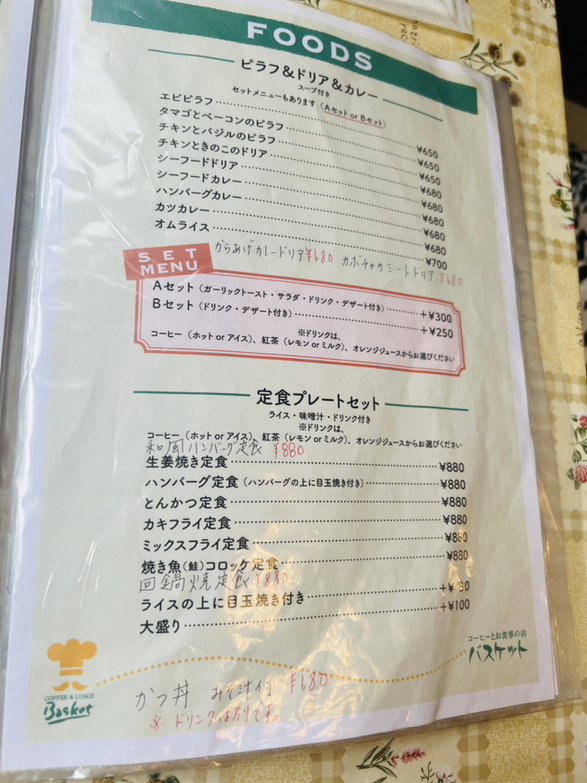 FOODS
ピラフ&ドリア&カレー
スープ付き
セットメニューもあります (Aセット or Bセット)
エビピラフ ¥650
タマゴとベーコンのピラフ ¥650
チキンとバジルのピラフ ¥650
チキンときのこのドリア ¥680
シーフードドリア ¥680
シーフードカレー ¥680
ハンバーグカレー ¥680
カツカレー ¥680
オムライス ¥700
からあげカレードリア ¥680 カボチャのミートドリア ¥680
SET
MENU
Aセット (ガーリックトースト・サラダ・ドリンク・デザート付き) +¥300
Bセット (ドリンク・デザート付き) +¥250
※ドリンクは、
コーヒー (ホット or アイス)、紅茶 (レモン or ミルク)、オレンジジュースからお選びください
定食プレートセット
ライス・味噌汁・ドリンク付き
※ドリンクは、
コーヒー (ホット or アイス)、紅茶 (レモン or ミルク)、オレンジジュースからお選びください
和風ハンバーグ定食 ¥880
生姜焼き定食 ¥880
ハンバーグ定食 (ハンバーグの上に目玉焼き付き) ¥880
とんかつ定食 ¥880
カキフライ定食 ¥880
ミックスフライ定食 ¥880
焼き魚(鮭)コロッケ定食 ¥880
回鍋焼定食 ¥880
ライスの上に目玉焼き付き
大盛り +¥100
コーヒーとお食事の店
バスケット
COFFEE & LUNCH
Basket
かつ丼 みそ汁付 ¥680
※ ドリンクは別です。